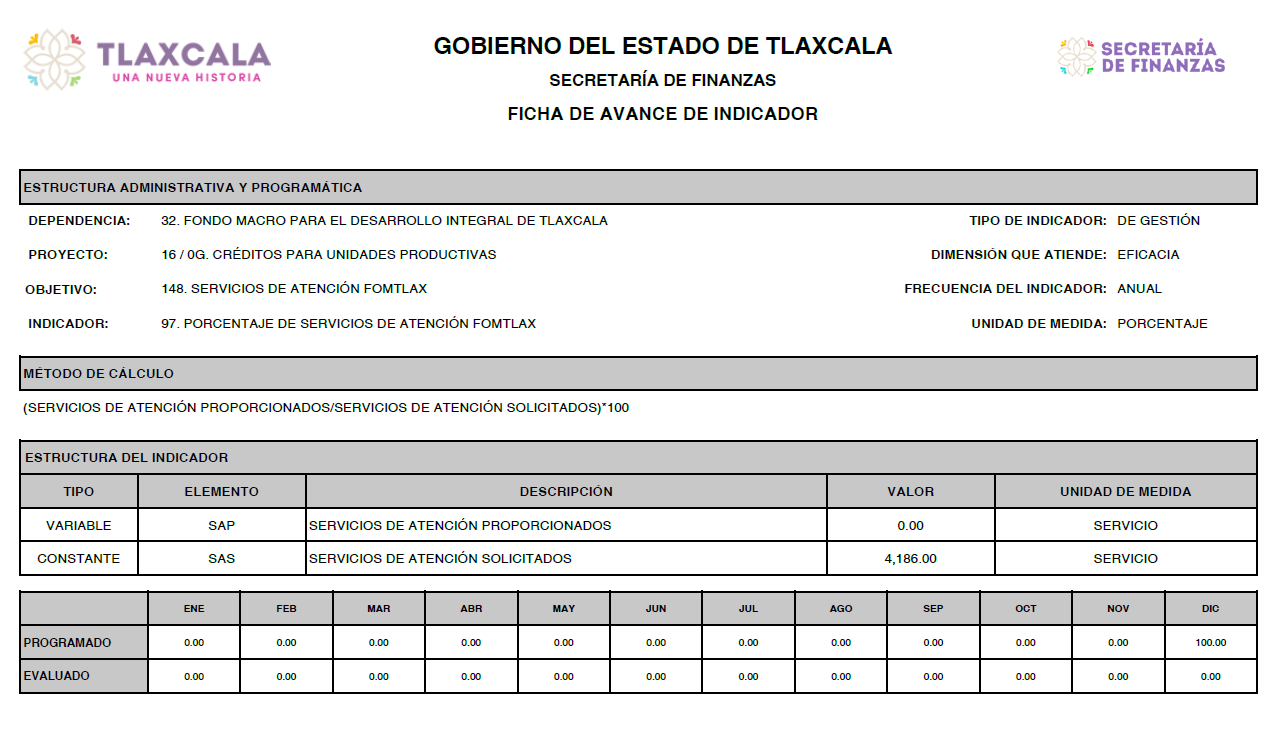 TLAXCALA
UNA NUEVA HISTORIA
GOBIERNO DEL ESTADO DE TLAXCALA
SECRETARÍA DE FINANZAS
FICHA DE AVANCE DE INDICADOR
SECRETARÍA
DE FINANZAS
ESTRUCTURA ADMINISTRATIVA Y PROGRAMÁTICA
DEPENDENCIA: 32. FONDO MACRO PARA EL DESARROLLO INTEGRAL DE TLAXCALA TIPO DE INDICADOR: DE GESTIÓN
PROYECTO: 16 / 0G. CRÉDITOS PARA UNIDADES PRODUCTIVAS DIMENSIÓN QUE ATIENDE: EFICACIA
OBJETIVO: 148. SERVICIOS DE ATENCIÓN FOMTLAX FRECUENCIA DEL INDICADOR: ANUAL
INDICADOR: 97. PORCENTAJE DE SERVICIOS DE ATENCIÓN FOMTLAX UNIDAD DE MEDIDA: PORCENTAJE
MÉTODO DE CÁLCULO
(SERVICIOS DE ATENCIÓN PROPORCIONADOS/SERVICIOS DE ATENCIÓN SOLICITADOS)*100
ESTRUCTURA DEL INDICADOR
TIPO ELEMENTO DESCRIPCIÓN VALOR UNIDAD DE MEDIDA
VARIABLE SAP SERVICIOS DE ATENCIÓN PROPORCIONADOS 0.00 SERVICIO
CONSTANTE SAS SERVICIOS DE ATENCIÓN SOLICITADOS 4,186.00 SERVICIO
ENE FEB MAR ABR MAY JUN JUL AGO SEP OCT NOV DIC
PROGRAMADO 0.00 0.00 0.00 0.00 0.00 0.00 0.00 0.00 0.00 0.00 0.00 100.00
EVALUADO 0.00 0.00 0.00 0.00 0.00 0.00 0.00 0.00 0.00 0.00 0.00 0.00